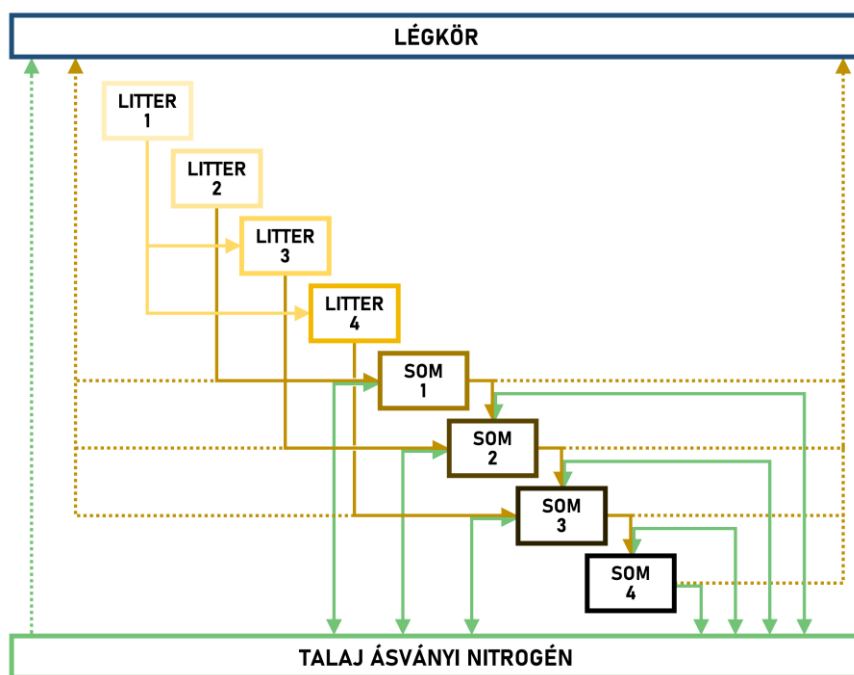 LÉGKÖR
LITTER
1
LITTER
2
LITTER
3
LITTER
4
SOM
1
SOM
2
SOM
3
SOM
4
TALAJ ÁSVÁNYI NITROGÉN